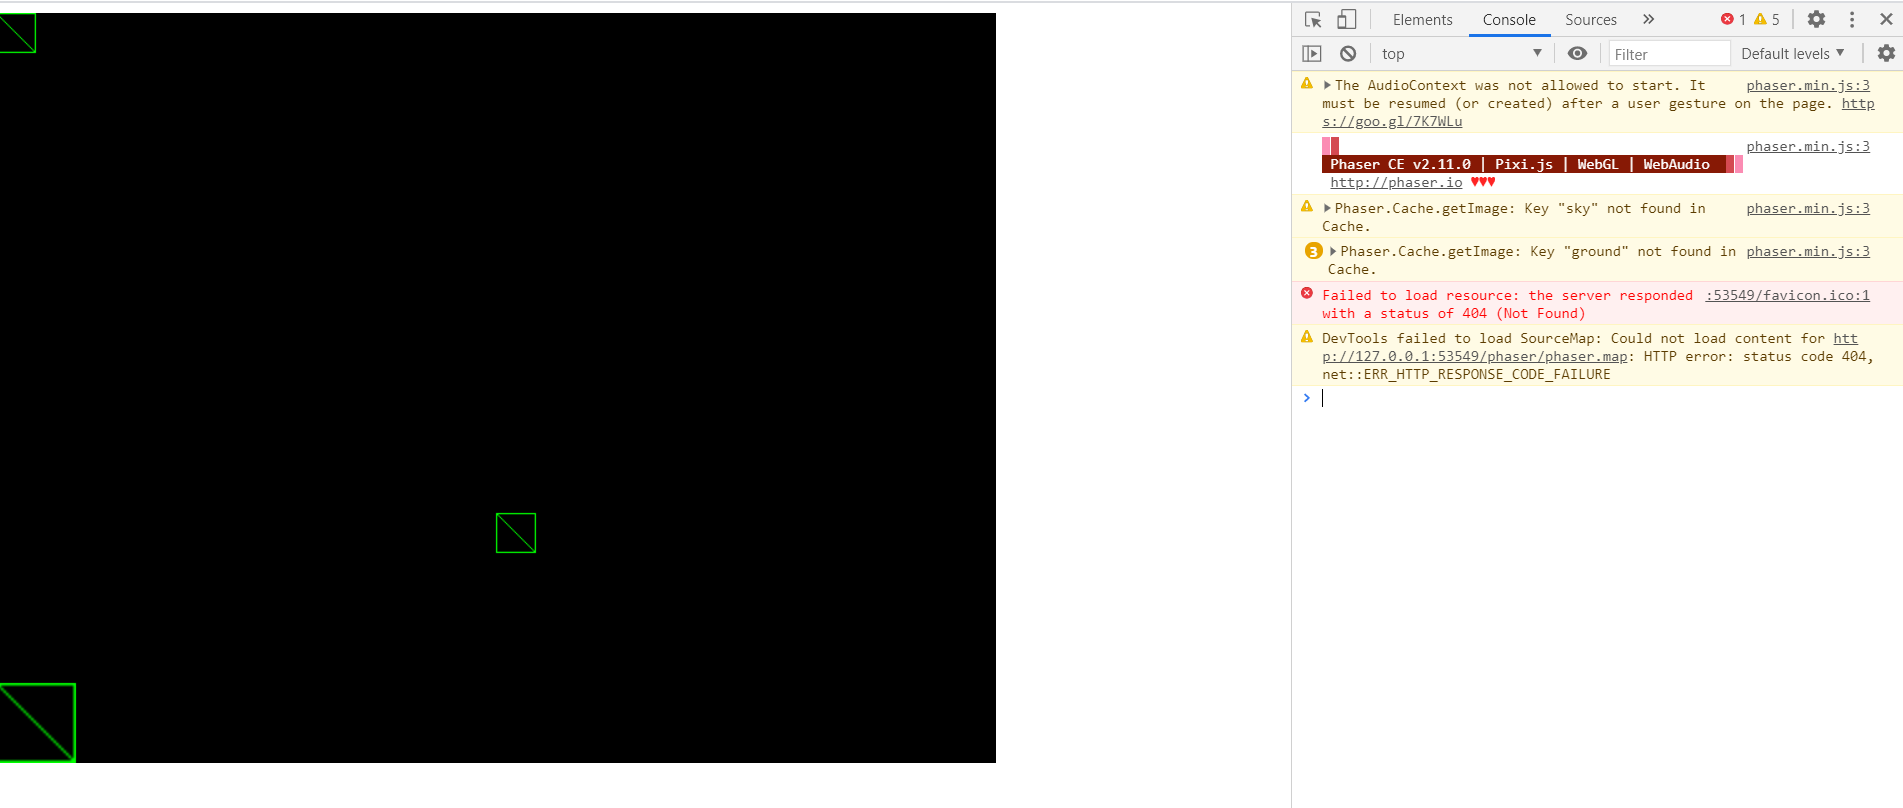 Elements Console Sources » 1 5
top Filter Default levels
The AudioContext was not allowed to start. It phaser.min.js:3
must be resumed (or created) after a user gesture on the page. http
s://goo.gl/7K7WLu
phaser.min.js:3
Phaser CE v2.11.0 | Pixi.js | WebGL | WebAudio
http://phaser.io ♥♥♥
Phaser.Cache.getImage: Key "sky" not found in phaser.min.js:3
Cache.
3 Phaser.Cache.getImage: Key "ground" not found in phaser.min.js:3
Cache.
Failed to load resource: the server responded :53549/favicon.ico:1
with a status of 404 (Not Found)
DevTools failed to load SourceMap: Could not load content for htt
p://127.0.0.1:53549/phaser/phaser.map: HTTP error: status code 404,
net::ERR_HTTP_RESPONSE_CODE_FAILURE